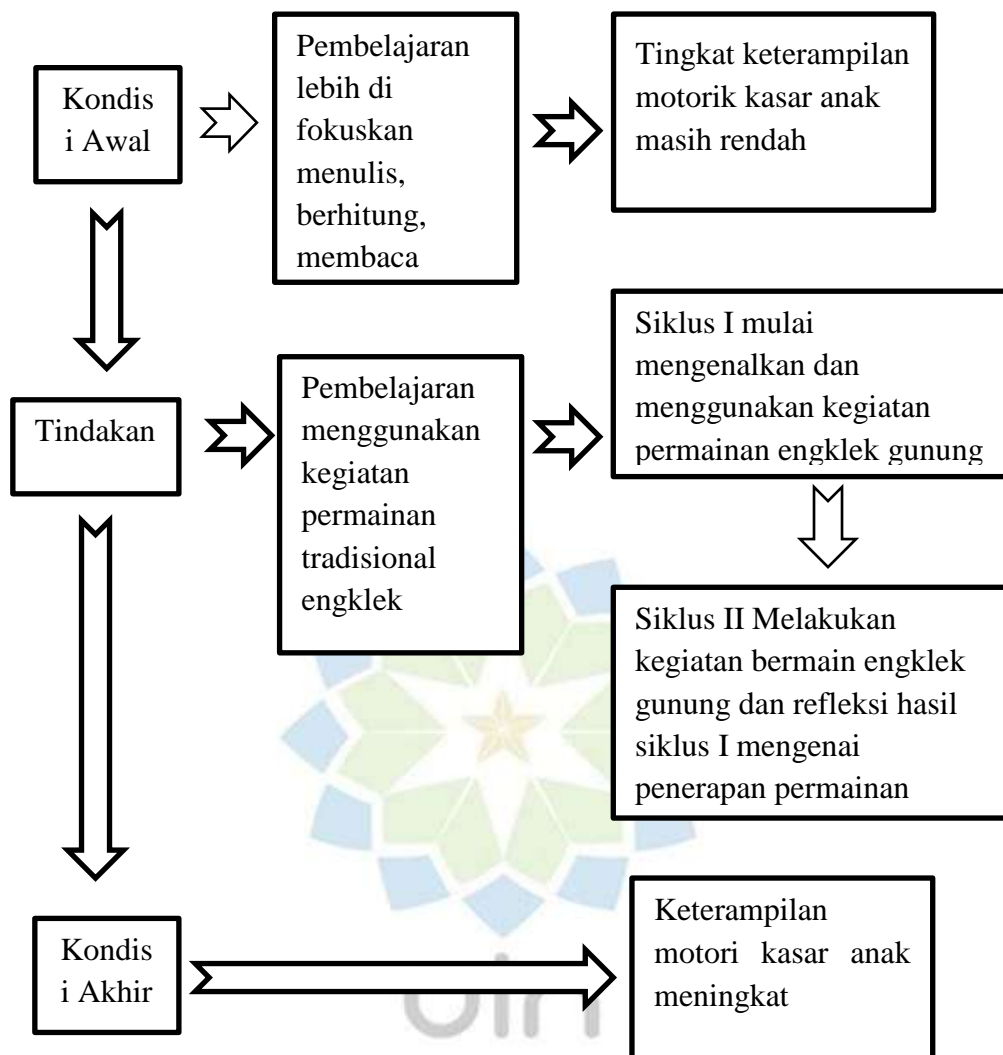 Kondis
i Awal
Pembelajaran
lebih di
fokuskan
menulis,
berhitung,
membaca
Tingkat keterampilan
motorik kasar anak
masih rendah
Tindakan
Pembelajaran
menggunakan
kegiatan
permainan
tradisional
engklek
Siklus I mulai
mengenalkan dan
menggunakan kegiatan
permainan engklek gunung
Siklus II Melakukan
kegiatan bermain engklek
gunung dan refleksi hasil
siklus I mengenai
penerapan permainan
Kondis
i Akhir
Keterampilan
motori kasar anak
meningkat